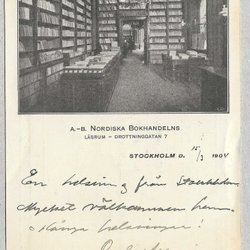 A.-B. NORDISKA BOKHANDELNS
LÄSRUM – DROTTNINGGATAN 7
STOCKHOLM D. 15/3 1904
En helsning från Stockholm
Mycket välkommen hem
många helsningar!